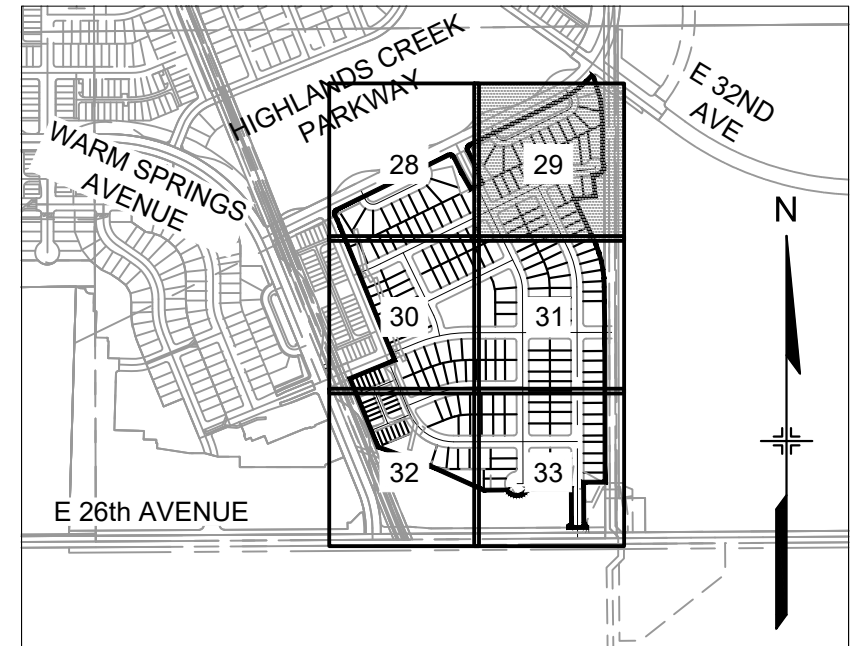 HIGHLANDS CREEK
PARKWAY
E 32ND
AVE
WARM SPRINGS
AVENUE
28
29
N
30
31
32
33
E 26th AVENUE